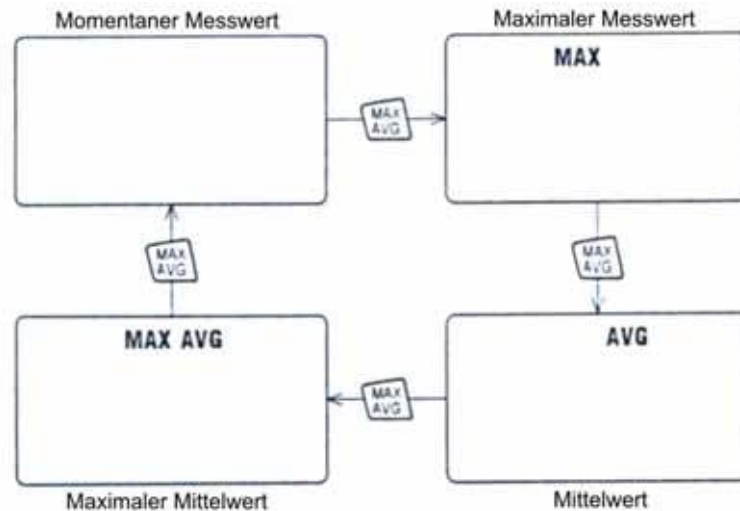 Momentaner Messwert
Maximaler Messwert
MAX
MAX
AVG
MAX
AVG
MAX
AVG
MAX AVG
AVG
MAX
AVG
Maximaler Mittelwert
Mittelwert